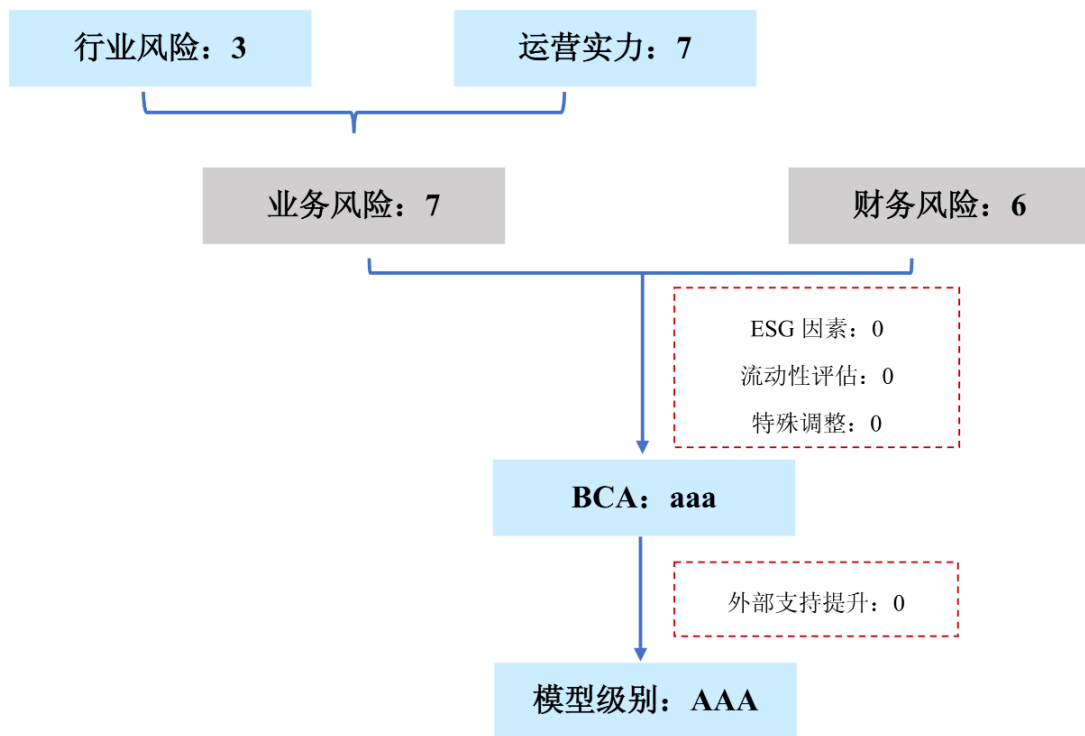 行业风险：3
运营实力：7
业务风险：7
财务风险：6
ESG 因素：0
流动性评估：0
特殊调整：0
BCA：aaa
外部支持提升：0
模型级别：AAA